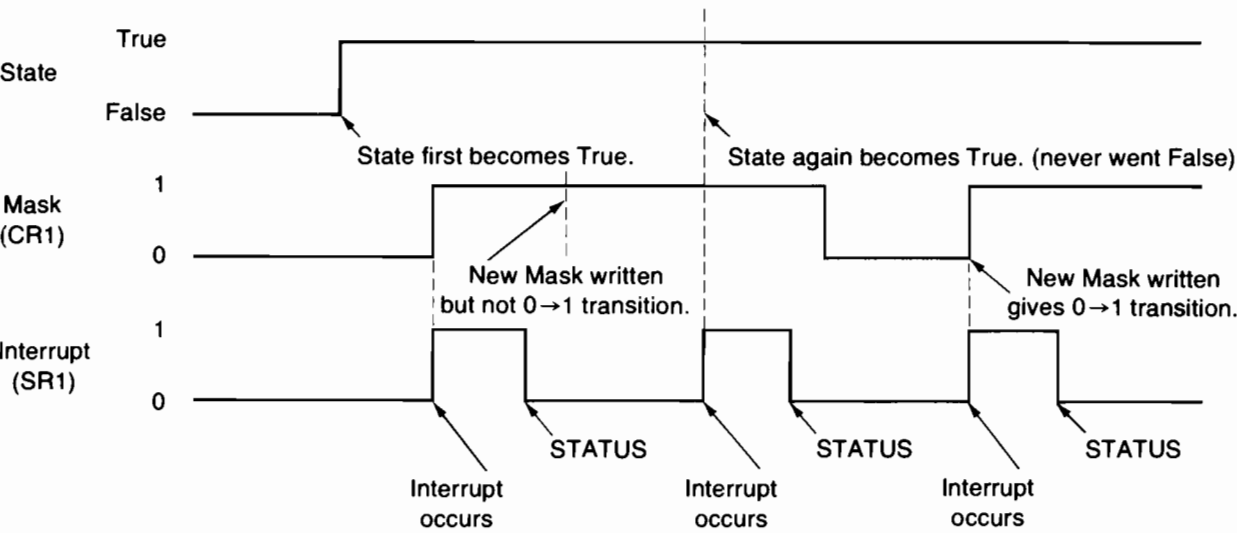 True
State
False
State first becomes True.
State again becomes True. (never went False)
1
Mask
(CR1)
0
New Mask written
but not 0→1 transition.
New Mask written
gives 0→1 transition.
1
Interrupt
(SR1)
0
STATUS
STATUS
STATUS
Interrupt
occurs
Interrupt
occurs
Interrupt
occurs